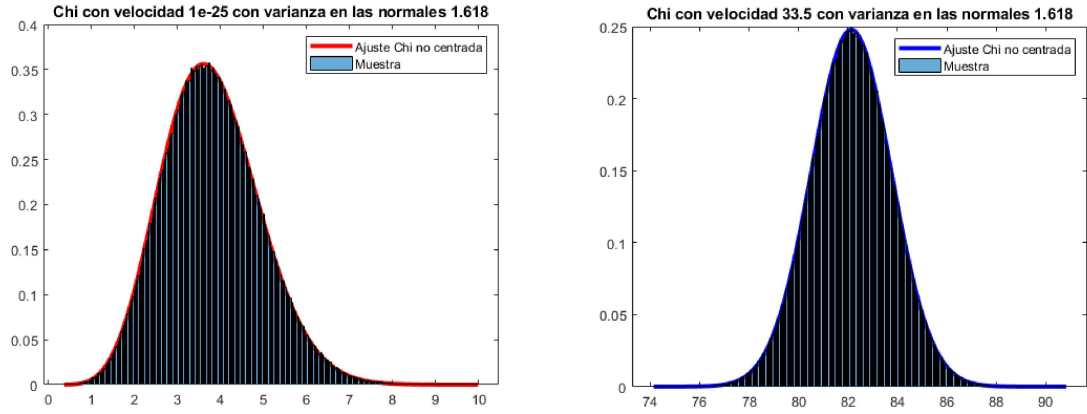 Chi con velocidad 1e-25 con varianza en las normales 1.618
0.4
0.35
0.3
0.25
0.2
0.15
0.1
0.05
0
0 1 2 3 4 5 6 7 8 9 10
Ajuste Chi no centrada
Muestra
Chi con velocidad 33.5 con varianza en las normales 1.618
0.25
0.2
0.15
0.1
0.05
0
74 76 78 80 82 84 86 88 90
Ajuste Chi no centrada
Muestra